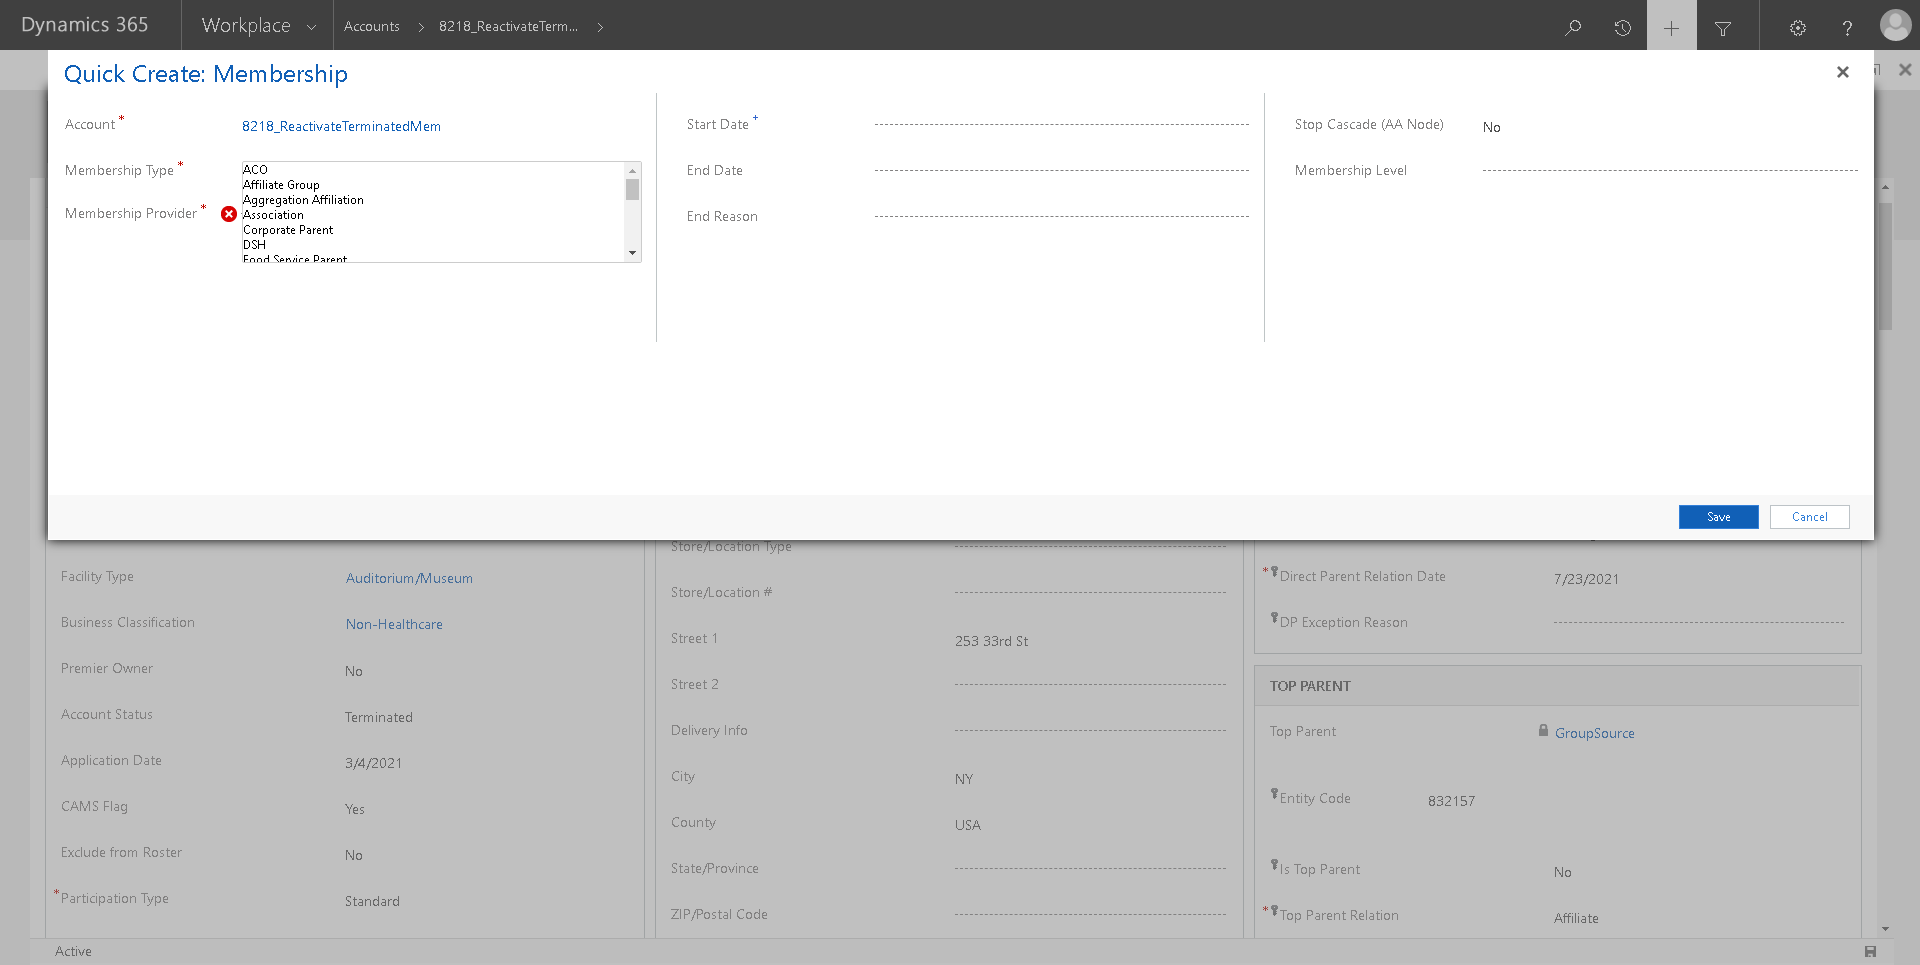 Dynamics 365
Workplace
Accounts
8218_ReactivateTerm...
Quick Create: Membership
Account *
8218_ReactivateTerminatedMem
Membership Type *
ACO
Affiliate Group
Aggregation Affiliation
Association
Corporate Parent
DSH
Food Service Parent
Membership Provider *
Start Date *
End Date
End Reason
Stop Cascade (AA Node)
No
Membership Level
Save
Cancel
Facility Type
Auditorium/Museum
Business Classification
Non-Healthcare
Premier Owner
No
Account Status
Terminated
Application Date
3/4/2021
CAMS Flag
Yes
Exclude from Roster
No
* Participation Type
Standard
Store/Location Type
Store/Location #
Street 1
253 33rd St
Street 2
Delivery Info
City
NY
County
USA
State/Province
ZIP/Postal Code
* Direct Parent Relation Date
7/23/2021
DP Exception Reason
TOP PARENT
Top Parent
GroupSource
Entity Code
832157
Is Top Parent
No
* Top Parent Relation
Affiliate
Active